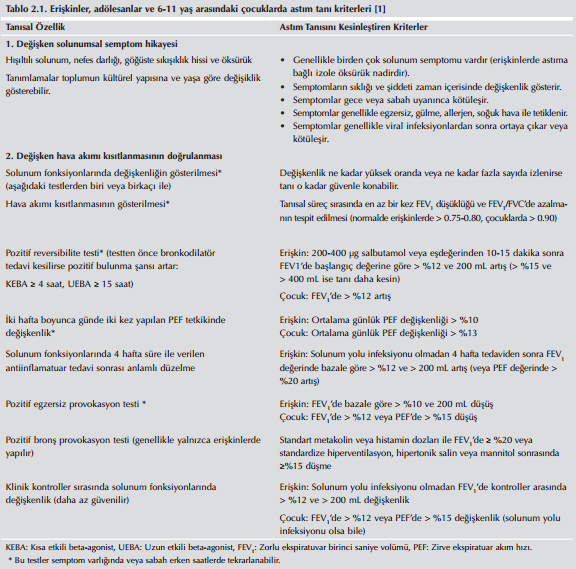 Tablo 2.1. Erişkinler, adölesanlar ve 6-11 yaş arasındaki çocuklarda astım tanı kriterleri [1]
Tanısal Özellik
Astım Tanısını Kesinleştiren Kriterler
1. Değişken solunumsal semptom hikayesi
Hışıltılı solunum, nefes darlığı, göğüste sıkışıklık hissi ve öksürük
Tanımlamalar toplumun kültürel yapısına ve yaşa göre değişiklik
gösterebilir.
• Genellikle birden çok solunum semptomu vardır (erişkinlerde astıma
bağlı izole öksürük nadirdir).
• Semptomların sıklığı ve şiddeti zaman içerisinde değişkenlik gösterir.
• Semptomlar gece veya sabah uyanınca kötüleşir.
• Semptomlar genellikle egzersiz, gülme, allerjen, soğuk hava ile tetiklenir.
• Semptomlar genellikle viral infeksiyonlardan sonra ortaya çıkar veya
kötüleşir.
2. Değişken hava akımı kısıtlanmasının doğrulanması
Solunum fonksiyonlarında değişkenliğin gösterilmesi*
(aşağıdaki testlerden biri veya birkaçı ile)
Değişkenlik ne kadar yüksek oranda veya ne kadar fazla sayıda izlenirse
tanı o kadar güvenle konabilir.
Hava akımı kısıtlanmasının gösterilmesi*
Tanısal süreç sırasında en az bir kez FEV1 düşüklüğü ve FEV1/FVC'de azalma-
nın tespit edilmesi (normalde erişkinlerde > 0.75-0.80, çocuklarda > 0.90)
Pozitif reversibilite testi* (testten önce bronkodilatör
tedavi kesilirse pozitif bulunma şansı artar:
KEBA ≥ 4 saat, UEBA ≥ 15 saat)
Erişkin: 200-400 µg salbutamol veya eşdeğerinden 10-15 dakika sonra
FEV1'de başlangıç değerine göre > %12 ve 200 mL artış (> %15 ve
> 400 mL ise tanı daha kesin)
Çocuk: FEV1'de > %12 artış
İki hafta boyunca günde iki kez yapılan PEF tetkikinde
değişkenlik*
Erişkin: Ortalama günlük PEF değişkenliği > %10
Çocuk: Ortalama günlük PEF değişkenliği > %13
Solunum fonksiyonlarında 4 hafta süre ile verilen
antiinflamatuar tedavi sonrası anlamlı düzelme
Erişkin: Solunum yolu infeksiyonu olmadan 4 hafta tedaviden sonra FEV1
değerinde bazale göre > %12 ve > 200 mL artış (veya PEF değerinde >
%20 artış)
Pozitif egzersiz provokasyon testi *
Erişkin: FEV1'de bazale göre > %10 ve 200 mL düşüş
Çocuk: FEV1'de > %12 veya PEF'de > %15 düşüş
Pozitif bronş provokasyon testi (genellikle yalnızca erişkinlerde
yapılır)
Standart metakolin veya histamin dozları ile FEV1'de ≥ %20 veya
standardize hiperventilasyon, hipertonik salin veya mannitol sonrasında
≥%15 düşme
Klinik kontroller sırasında solunum fonksiyonlarında
değişkenlik (daha az güvenilir)
Erişkin: Solunum yolu infeksiyonu olmadan FEV1'de kontroller arasında
> %12 ve > 200 mL değişkenlik
Çocuk: FEV1'de > %12 veya PEF'de > %15 değişkenlik (solunum yolu
infeksiyonu olsa bile)
KEBA: Kısa etkili beta-agonist, UEBA: Uzun etkili beta-agonist, FEV1: Zorlu ekspiratuvar birinci saniye volümü, PEF: Zirve ekspiratuar akım hızı.
* Bu testler semptom varlığında veya sabah erken saatlerde tekrarlanabilir.